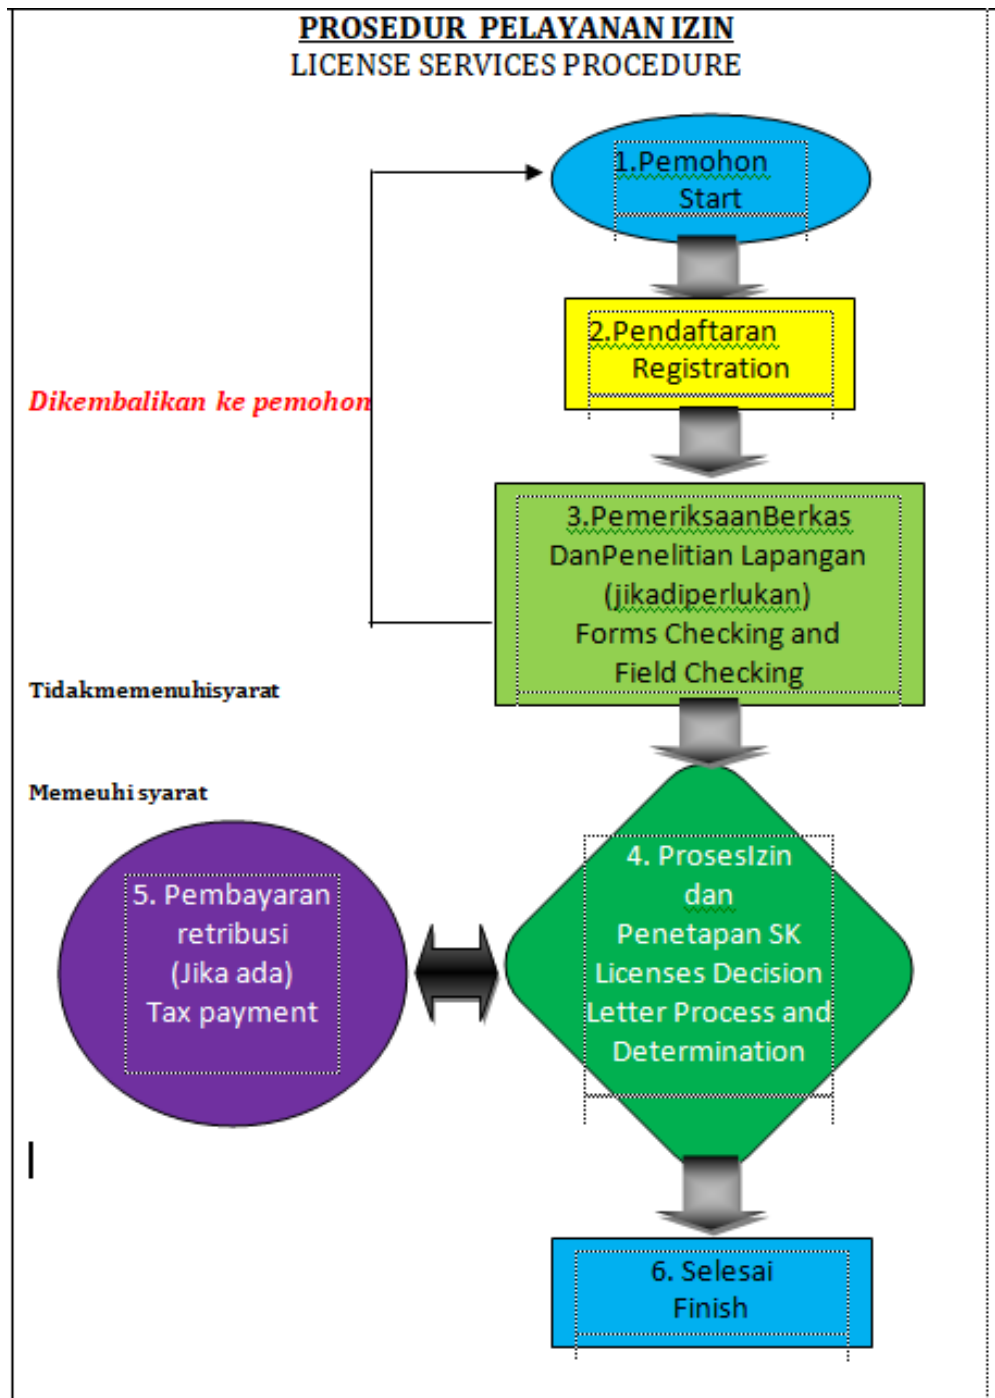 PROSEDUR PELAYANAN IZIN
LICENSE SERVICES PROCEDURE
1.Pemohon
Start
2.Pendaftaran
Registration
Dikembalikan ke pemohon
3.PemeriksaanBerkas
DanPenelitian Lapangan
(jikadiperlukan)
Forms Checking and
Field Checking
Tidakmemenuhisyarat
Memeuhi syarat
4. ProsesIzin
dan
Penetapan SK
Licenses Decision
Letter Process and
Determination
5. Pembayaran
retribusi
(Jika ada)
Tax payment
6. Selesai
Finish